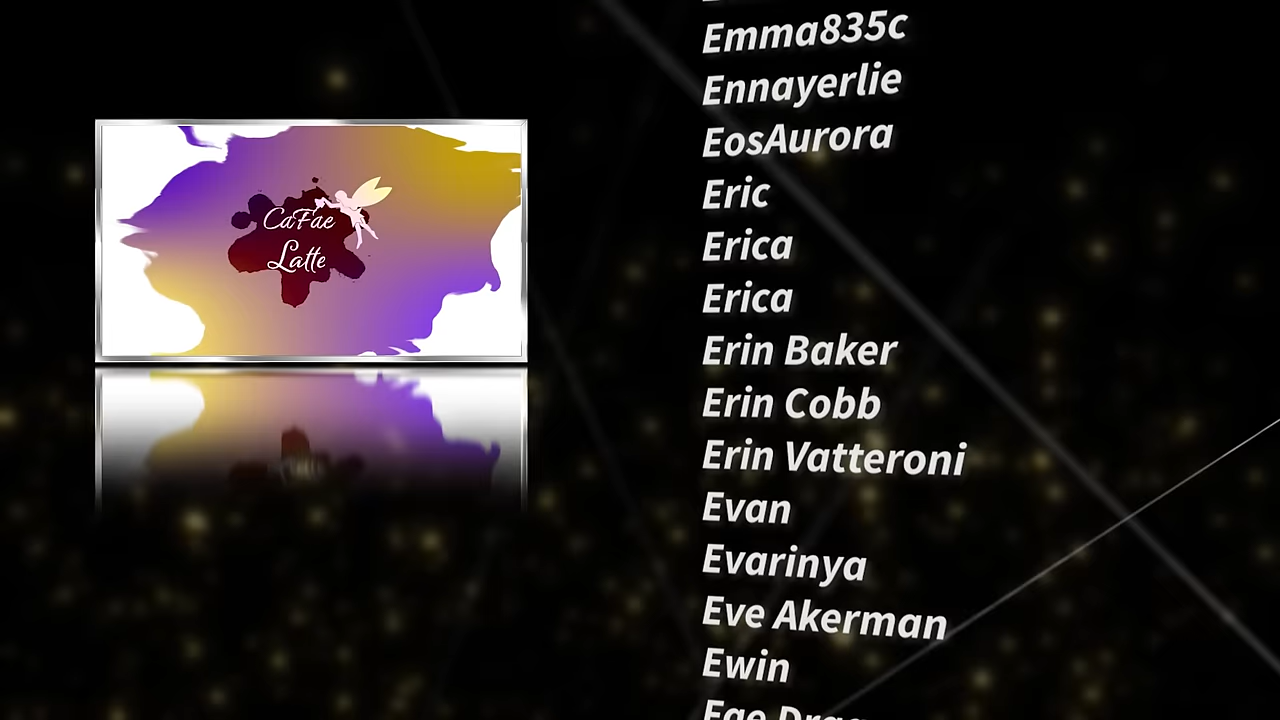 CaFae
Latte
Emma835c
Ennayerlie
EosAurora
Eric
Erica
Erica
Erin Baker
Erin Cobb
Erin Vatteroni
Evan
Evarinya
Eve Akerman
Ewin
Fae